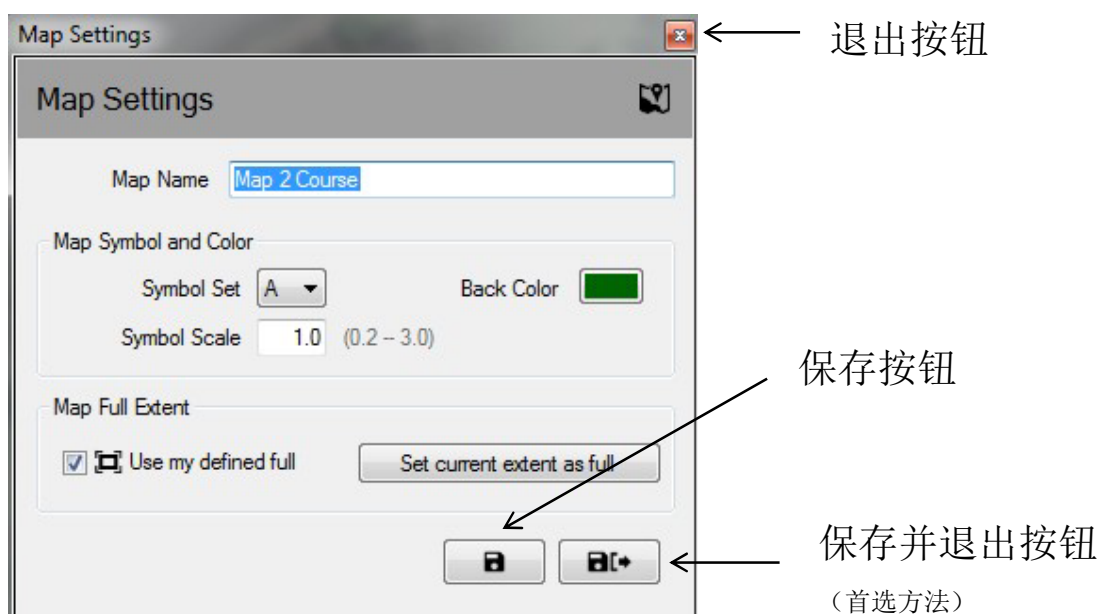 Map Settings
退出按钮
Map Settings
Map Name Map 2 Course
Map Symbol and Color
Symbol Set A Back Color
Symbol Scale 1.0 (0.2 -- 3.0)
保存按钮
Map Full Extent
Use my defined full Set current extent as full
保存并退出按钮
（首选方法）